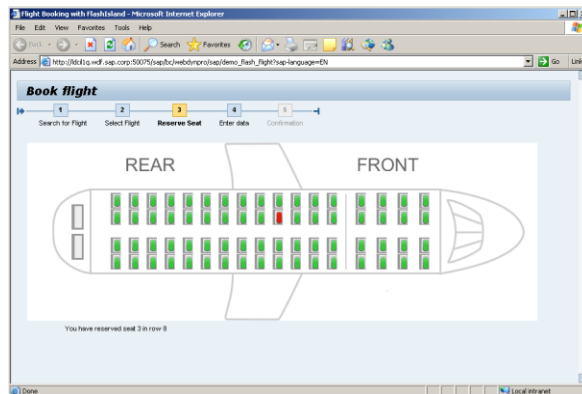 Flight Booking with FlashIsland - Microsoft Internet Explorer
File Edit View Favorites Tools Help
Back Search Favorites
Address http://ldcil1q.wdf.sap.corp:50075/sap/bc/webdynpro/sap/demo_flash_flight?sap-language=EN Go Link
Book flight
1 2 3 4 5
Search for Flight Select Flight Reserve Seat Enter data Confirmation
REAR FRONT
You have reserved seat 3 in row 8
Done Local intranet